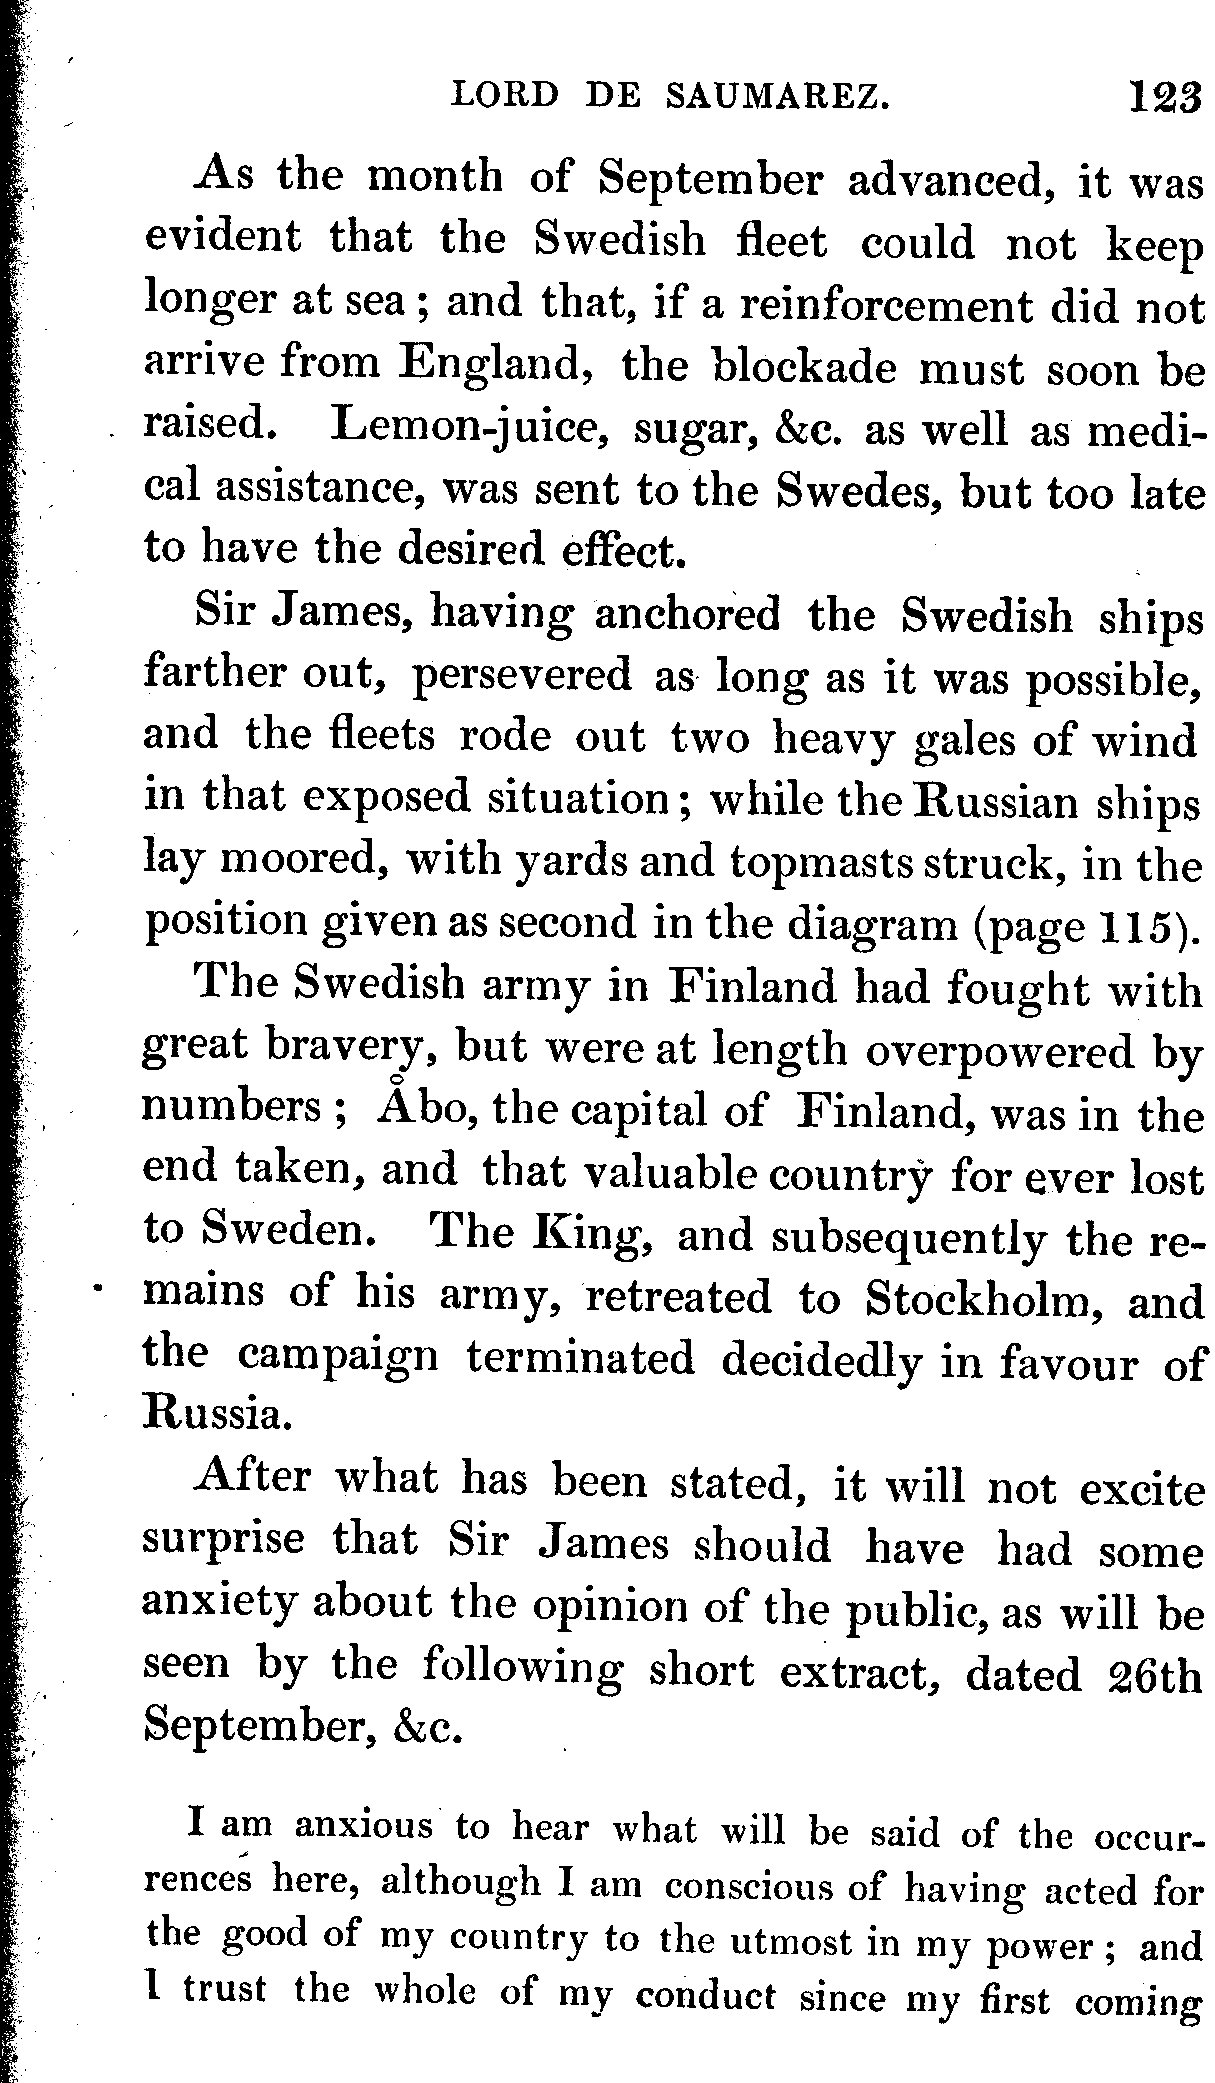 LORD DE SAUMAREZ. 123
As the month of September advanced, it was
evident that the Swedish fleet could not keep
longer at sea; and that, if a reinforcement did not
arrive from England, the blockade must soon be
raised. Lemon-juice, sugar, &c. as well as medi-
cal assistance, was sent to the Swedes, but too late
to have the desired effect.
Sir James, having anchored the Swedish ships
farther out, persevered as long as it was possible,
and the fleets rode out two heavy gales of wind
in that exposed situation; while the Russian ships
lay moored, with yards and topmasts struck, in the
position given as second in the diagram (page 115).
The Swedish army in Finland had fought with
great bravery, but were at length overpowered by
numbers; Åbo, the capital of Finland, was in the
end taken, and that valuable country for ever lost
to Sweden. The King, and subsequently the re-
mains of his army, retreated to Stockholm, and
the campaign terminated decidedly in favour of
Russia.
After what has been stated, it will not excite
surprise that Sir James should have had some
anxiety about the opinion of the public, as will be
seen by the following short extract, dated 26th
September, &c.
I am anxious to hear what will be said of the occur-
rences here, although I am conscious of having acted for
the good of my country to the utmost in my power; and
I trust the whole of my conduct since my first coming